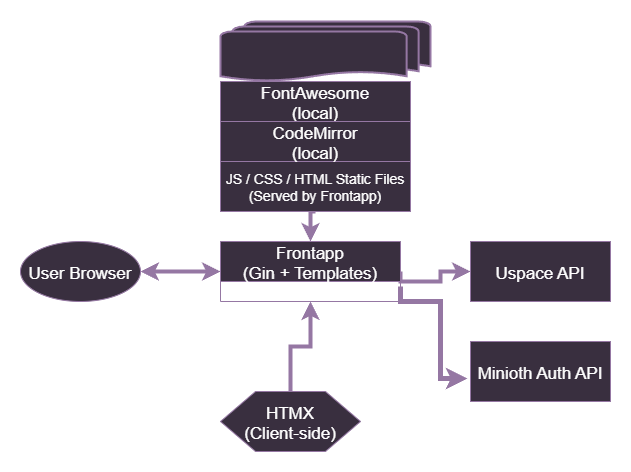 FontAwesome
(local)
CodeMirror
(local)
JS / CSS / HTML Static Files
(Served by Frontapp)
User Browser
Frontapp
(Gin + Templates)
Uspace API
Minioth Auth API
HTMX
(Client-side)